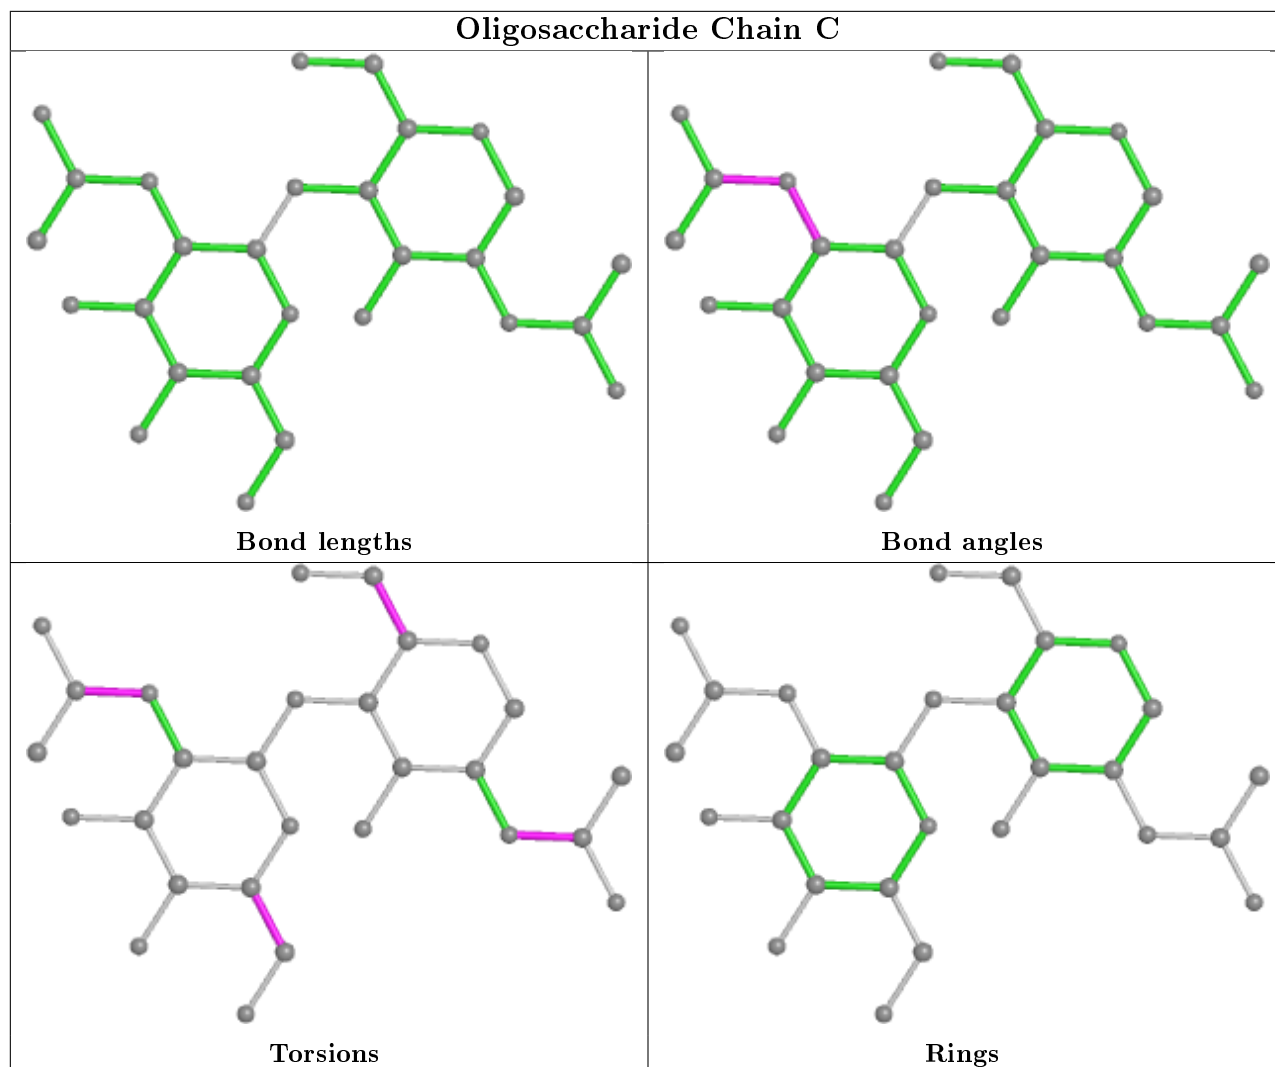 Oligosaccharide Chain C
Bond lengths
Bond angles
Torsions
Rings